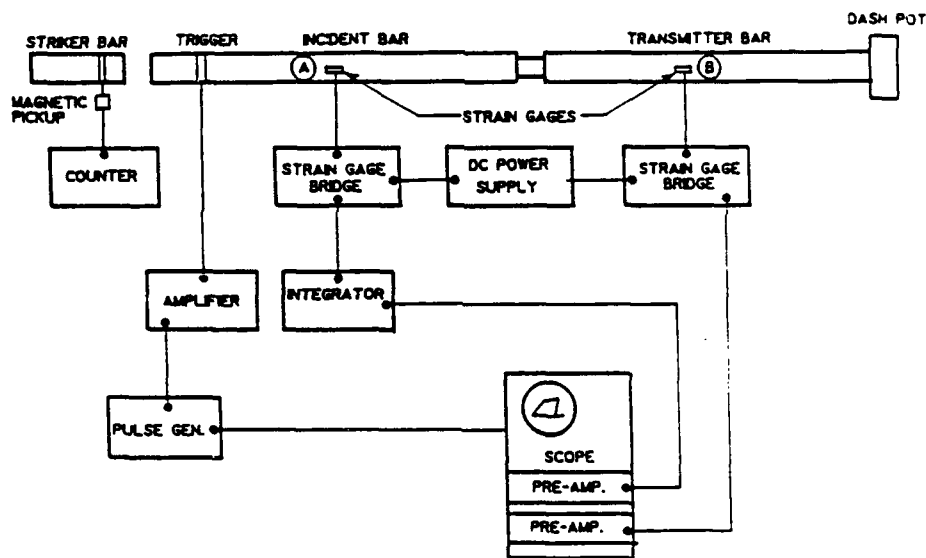 DASH POT
STRIKER BAR
TRIGGER
INCIDENT BAR
TRANSMITTER BAR
A
B
MAGNETIC
PICKUP
STRAIN GAGES
COUNTER
STRAIN GAGE
BRIDGE
DC POWER
SUPPLY
STRAIN GAGE
BRIDGE
AMPLIFIER
INTEGRATOR
PULSE GEN.
SCOPE
PRE-AMP.
PRE-AMP.